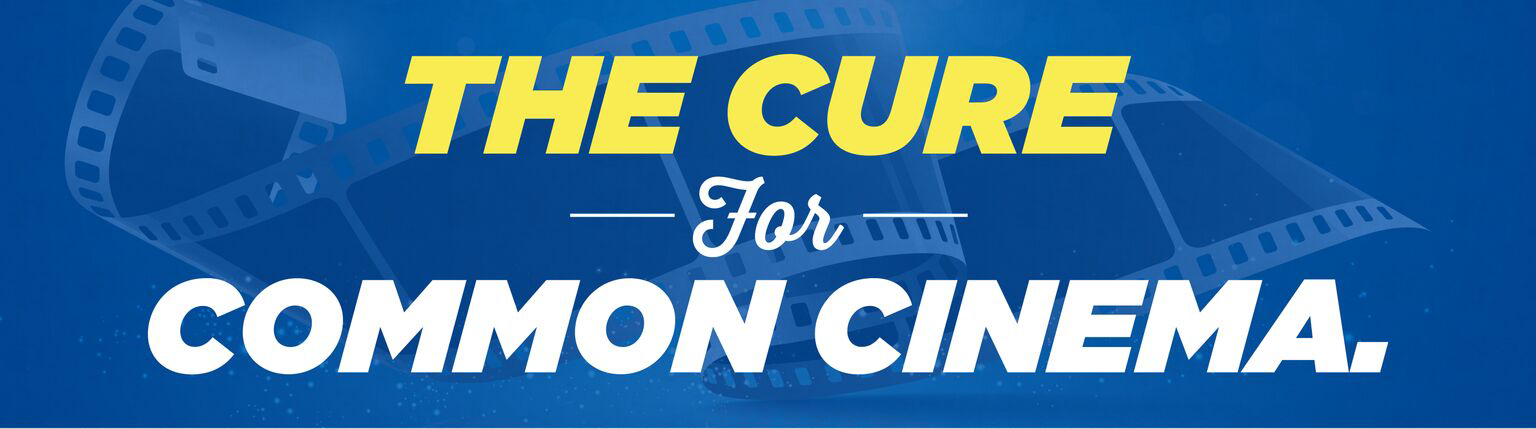 THE CURE
For
COMMON CINEMA.